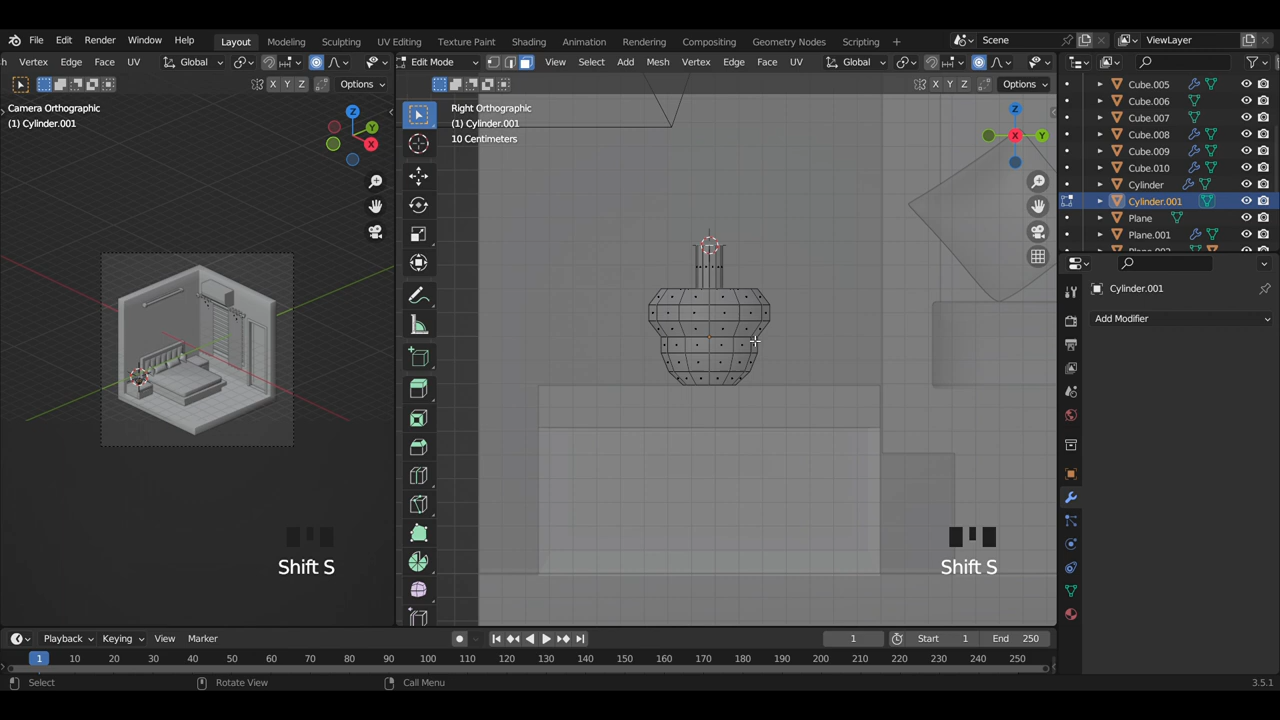 File Edit Render Window Help
Layout Modeling Sculpting UV Editing Texture Paint Shading Animation Rendering Compositing Geometry Nodes Scripting +
Scene
ViewLayer
Vertex Edge Face UV
Global
Edit Mode
View Select Add Mesh Vertex Edge Face UV
Global
X Y Z
Options
X Y Z
Options
Camera Orthographic
(1) Cylinder.001
Z
Y
X
Right Orthographic
(1) Cylinder.001
10 Centimeters
Z
X
Y
Cube.005
Cube.006
Cube.007
Cube.008
Cube.009
Cube.010
Cylinder
Cylinder.001
Plane
Plane.001
Cylinder.001
Add Modifier
Shift S
Shift S
Playback Keying View Marker
1
Start 1
End 250
1 10 20 30 40 50 60 70 80 90 100 110 120 130 140 150 160 170 180 190 200 210 220 230 240 250
Select
Rotate View
Call Menu
3.5.1